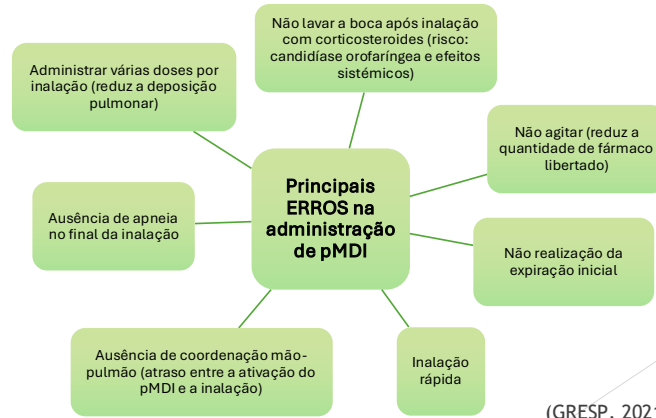 Não lavar a boca após inalação
com corticosteroides (risco:
candidíase orofaríngea e efeitos
sistémicos)
Administrar várias doses por
inalação (reduz a deposição
pulmonar)
Não agitar (reduz a
quantidade de fármaco
libertado)
Principais
ERROS na
administração
de pMDI
Ausência de apneia
no final da inalação
Não realização da
expiração inicial
Ausência de coordenação mão-
pulmão (atraso entre a ativação do
pMDI e a inalação)
Inalação
rápida
(GRESP, 2021